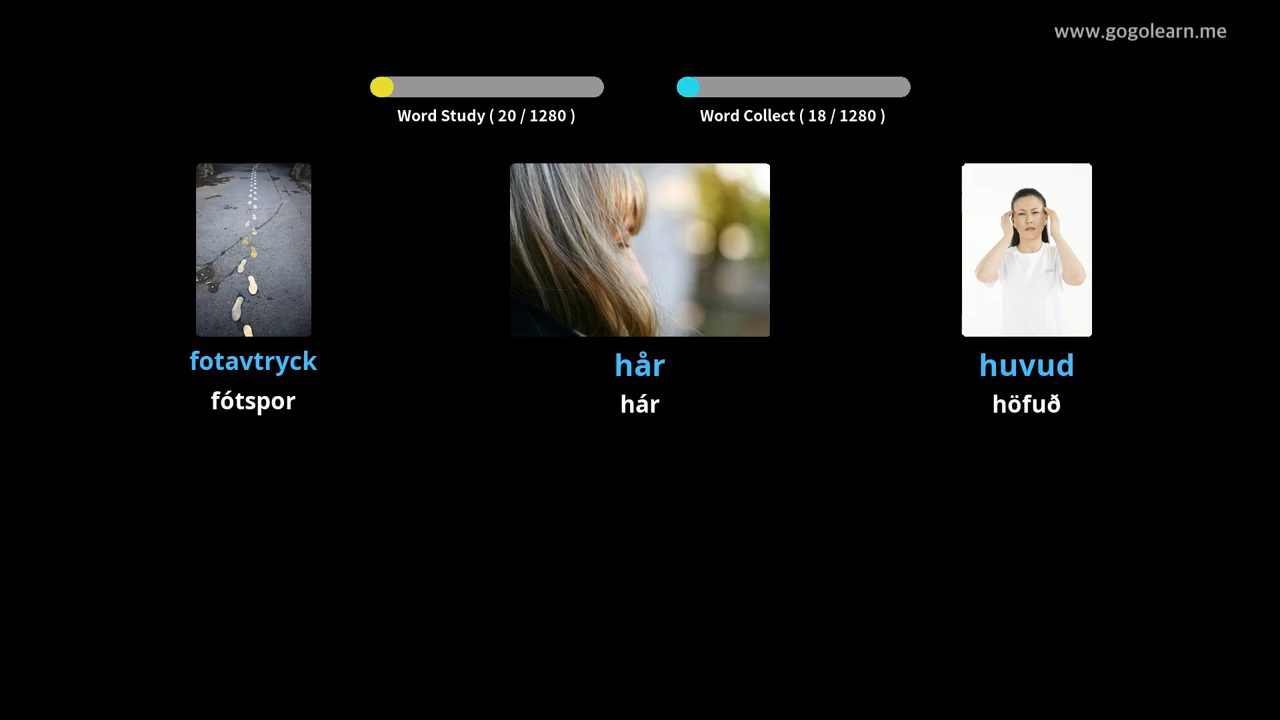 www.gogolearn.me
Word Study ( 20 / 1280 )
Word Collect ( 18 / 1280 )
fotavtryck
fótspor
hår
hár
huvud
höfuð